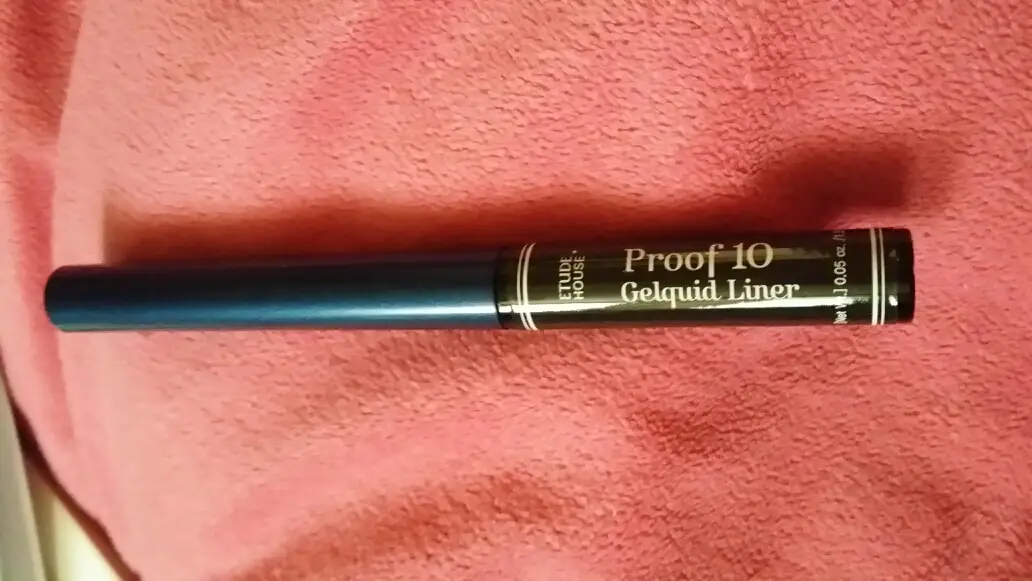 ETUDE
HOUSE
Proof 10
Gelquid Liner
0.05 oz.